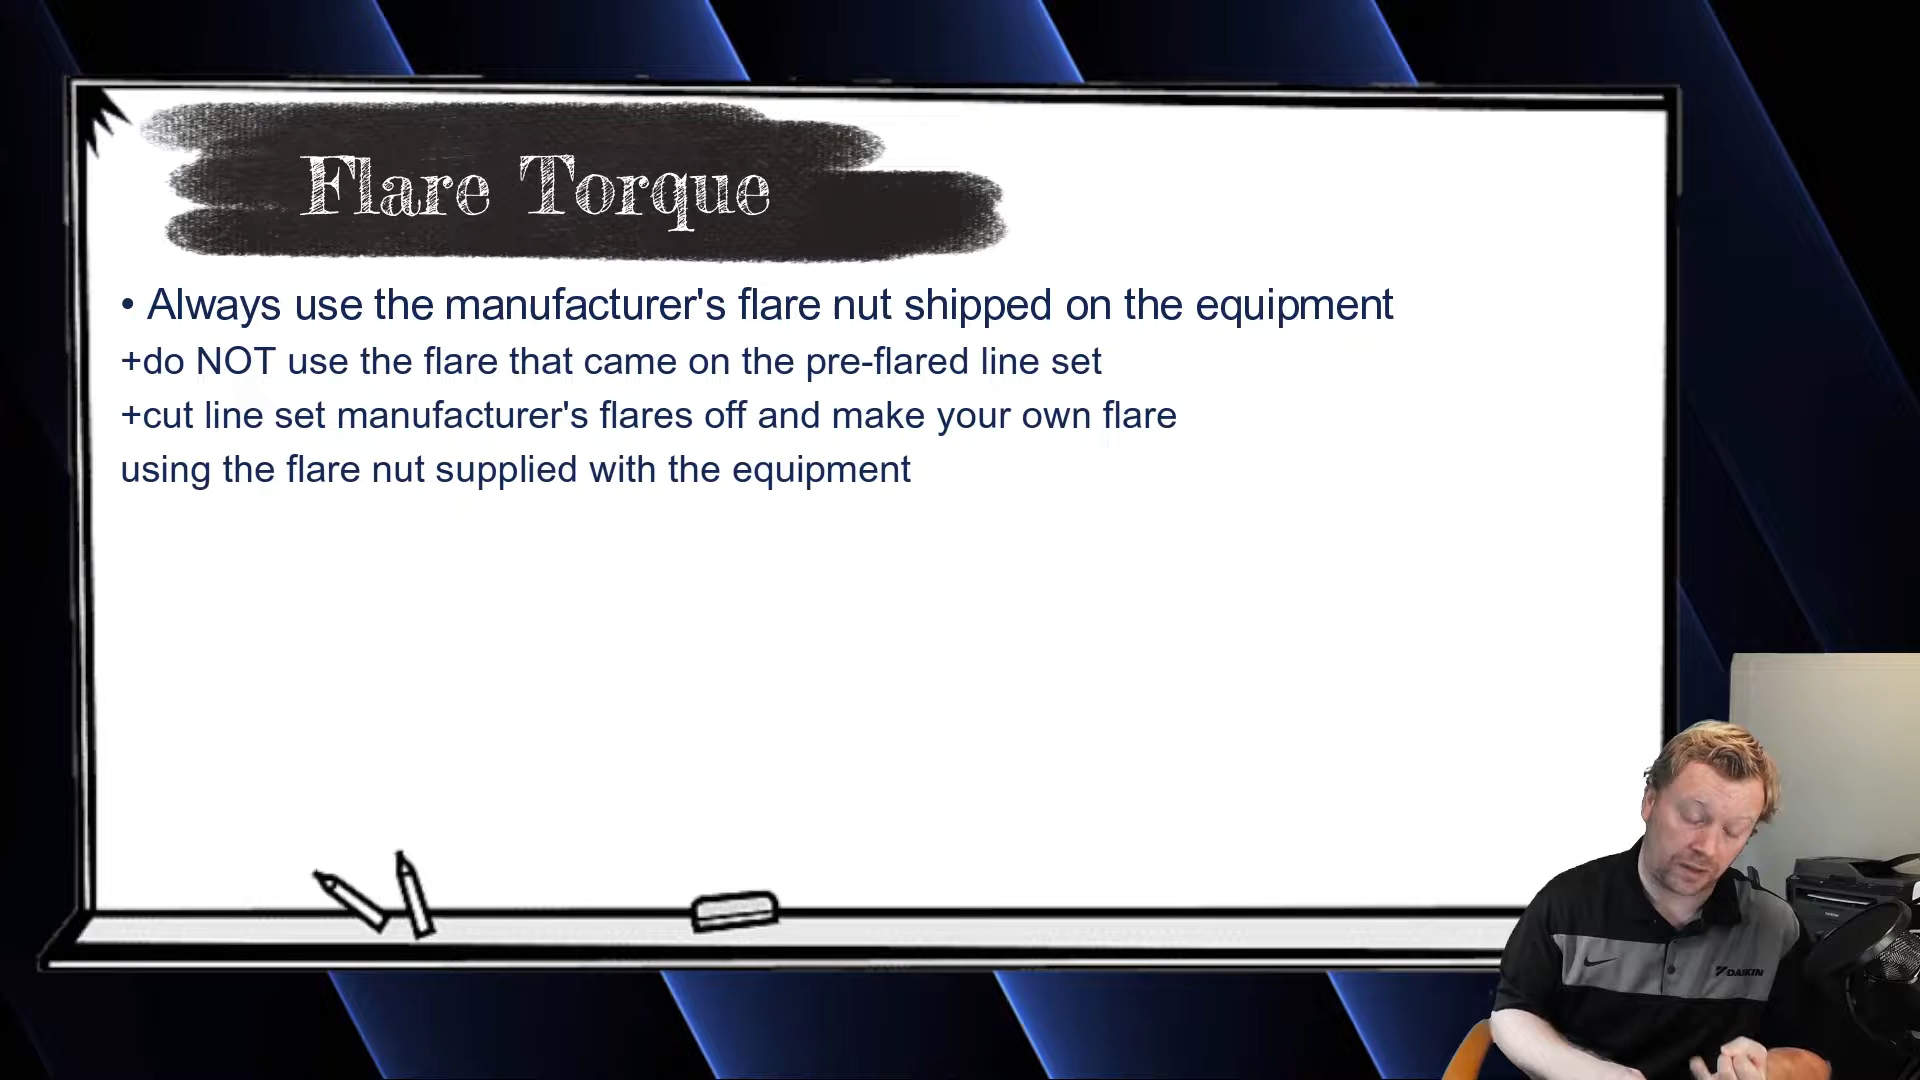 Flare Torque
• Always use the manufacturer's flare nut shipped on the equipment
+do NOT use the flare that came on the pre-flared line set
+cut line set manufacturer's flares off and make your own flare
using the flare nut supplied with the equipment
DAIKIN